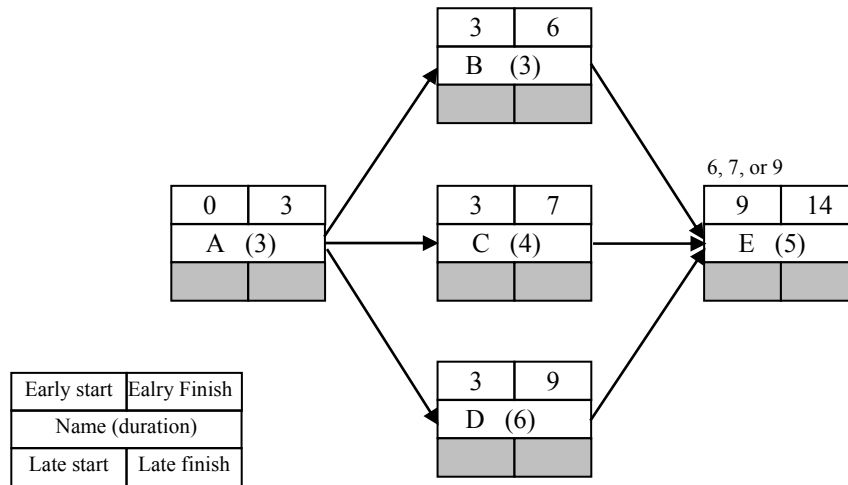 3 6
B (3)
6, 7, or 9
0 3
A (3)
3 7
C (4)
9 14
E (5)
3 9
D (6)
Early start Ealry Finish
Name (duration)
Late start Late finish